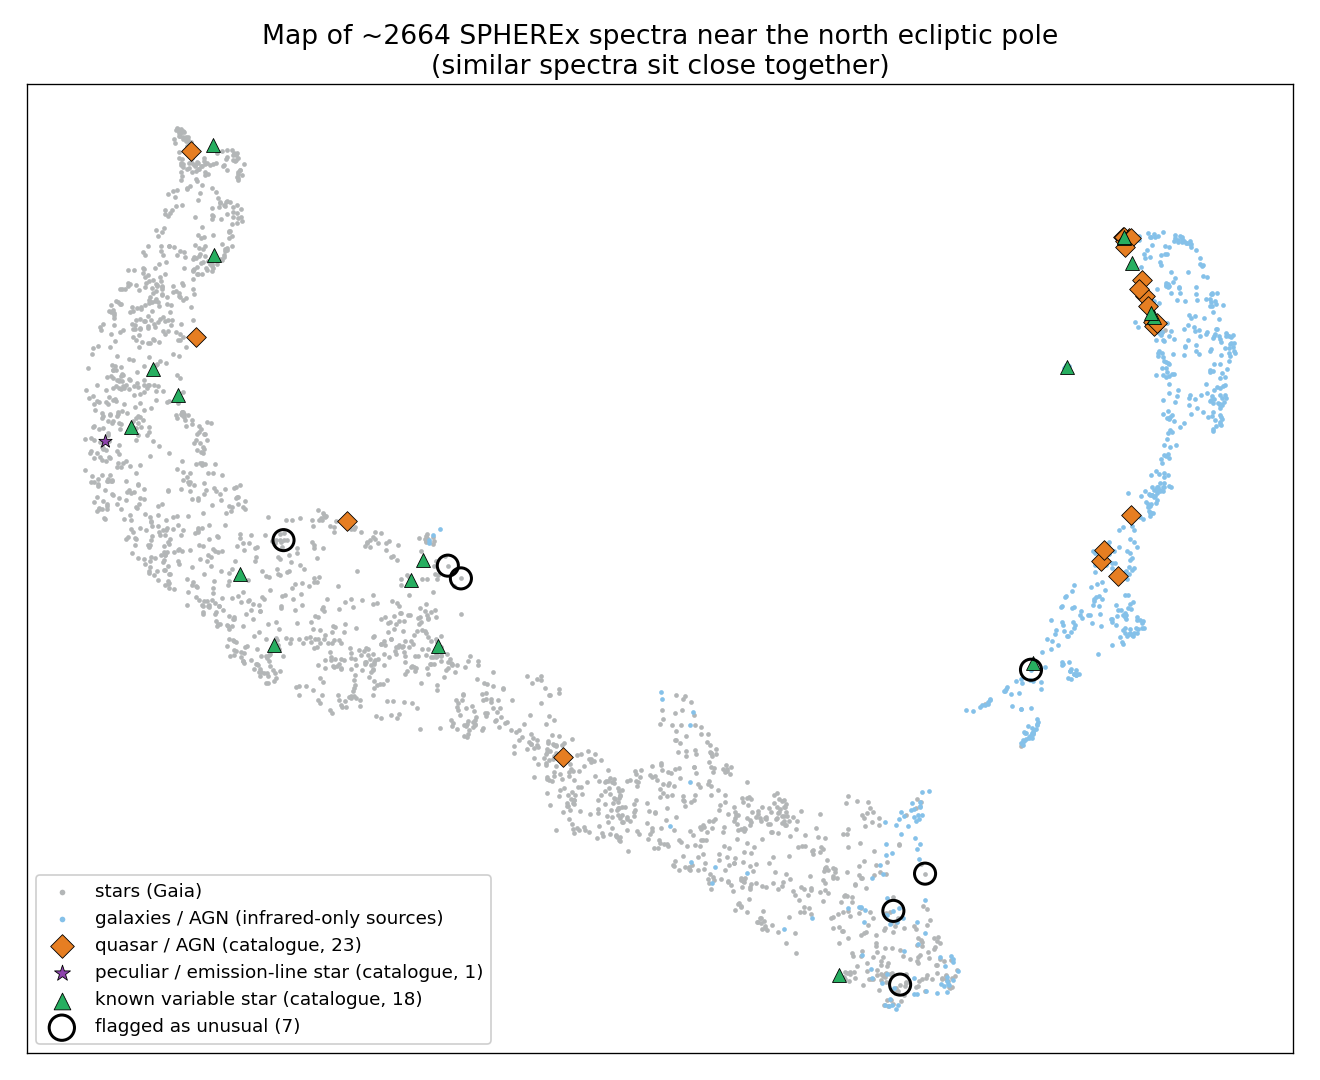 Map of ~2664 SPHEREx spectra near the north ecliptic pole
(similar spectra sit close together)
stars (Gaia)
galaxies / AGN (infrared-only sources)
quasar / AGN (catalogue, 23)
peculiar / emission-line star (catalogue, 1)
known variable star (catalogue, 18)
flagged as unusual (7)